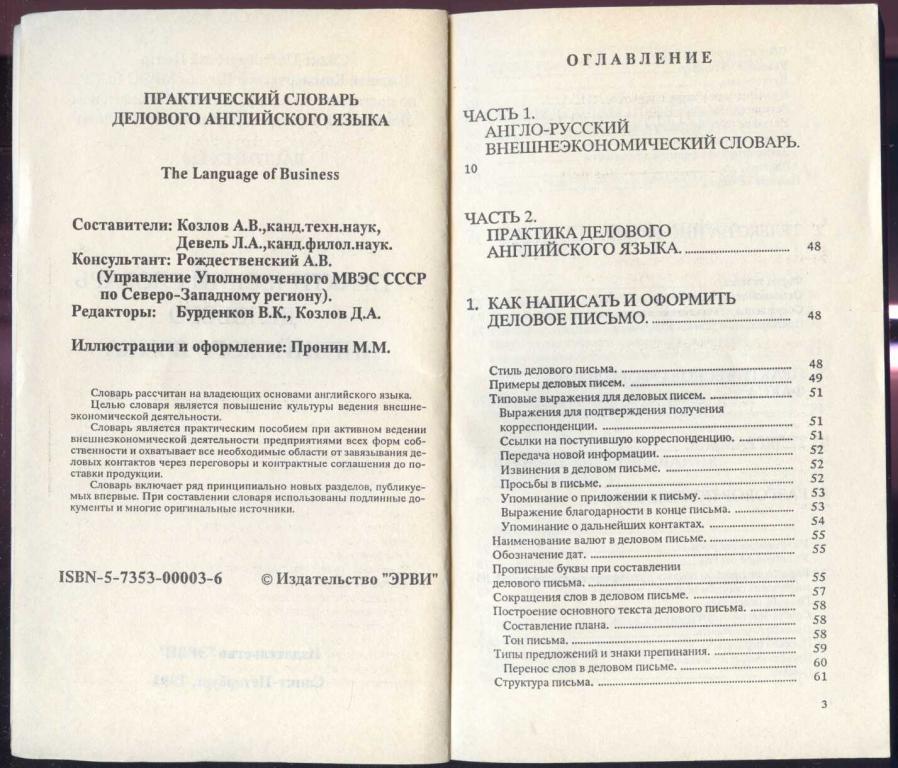 ПРАКТИЧЕСКИЙ СЛОВАРЬ
ДЕЛОВОГО АНГЛИЙСКОГО ЯЗЫКА
The Language of Business
Составители: Козлов А.В.,канд.техн.наук,
Девель Л.А.,канд.филол.наук.
Консультант: Рождественский А.В.
(Управление Уполномоченного МВЭС СССР
по Северо-Западному региону).
Редакторы: Бурденков В.К., Козлов Д.А.
Иллюстрации и оформление: Пронин М.М.
Словарь рассчитан на владеющих основами английского языка.
Целью словаря является повышение культуры ведения внешне-
экономической деятельности.
Словарь является практическим пособием при активном ведении
внешнеэкономической деятельности предприятиями всех форм соб-
ственности и охватывает все необходимые области от завязывания де-
ловых контактов через переговоры и контрактные соглашения до по-
ставки продукции.
Словарь включает ряд принципиально новых разделов, публикуе-
мых впервые. При составлении словаря использованы подлинные до-
кументы и многие оригинальные источники.
ISBN-5-7353-00003-6 © Издательство "ЭРВИ"
ОГЛАВЛЕНИЕ
ЧАСТЬ 1.
АНГЛО-РУССКИЙ
ВНЕШНЕЭКОНОМИЧЕСКИЙ СЛОВАРЬ.
10
ЧАСТЬ 2.
ПРАКТИКА ДЕЛОВОГО
АНГЛИЙСКОГО ЯЗЫКА. 48
1. КАК НАПИСАТЬ И ОФОРМИТЬ
ДЕЛОВОЕ ПИСЬМО. 48
Стиль делового письма. 48
Примеры деловых писем. 49
Типовые выражения для деловых писем. 51
Выражения для подтверждения получения
корреспонденции. 51
Ссылки на поступившую корреспонденцию. 51
Передача новой информации. 52
Извинения в деловом письме. 52
Просьбы в письме. 52
Упоминание о приложении к письму. 53
Выражение благодарности в конце письма. 53
Упоминание о дальнейших контактах. 54
Наименование валют в деловом письме. 55
Обозначение дат. 55
Прописные буквы при составлении
делового письма. 55
Сокращения слов в деловом письме. 57
Построение основного текста делового письма. 58
Составление плана. 58
Тон письма. 58
Типы предложений и знаки препинания. 59
Перенос слов в деловом письме. 60
Структура письма. 61
3